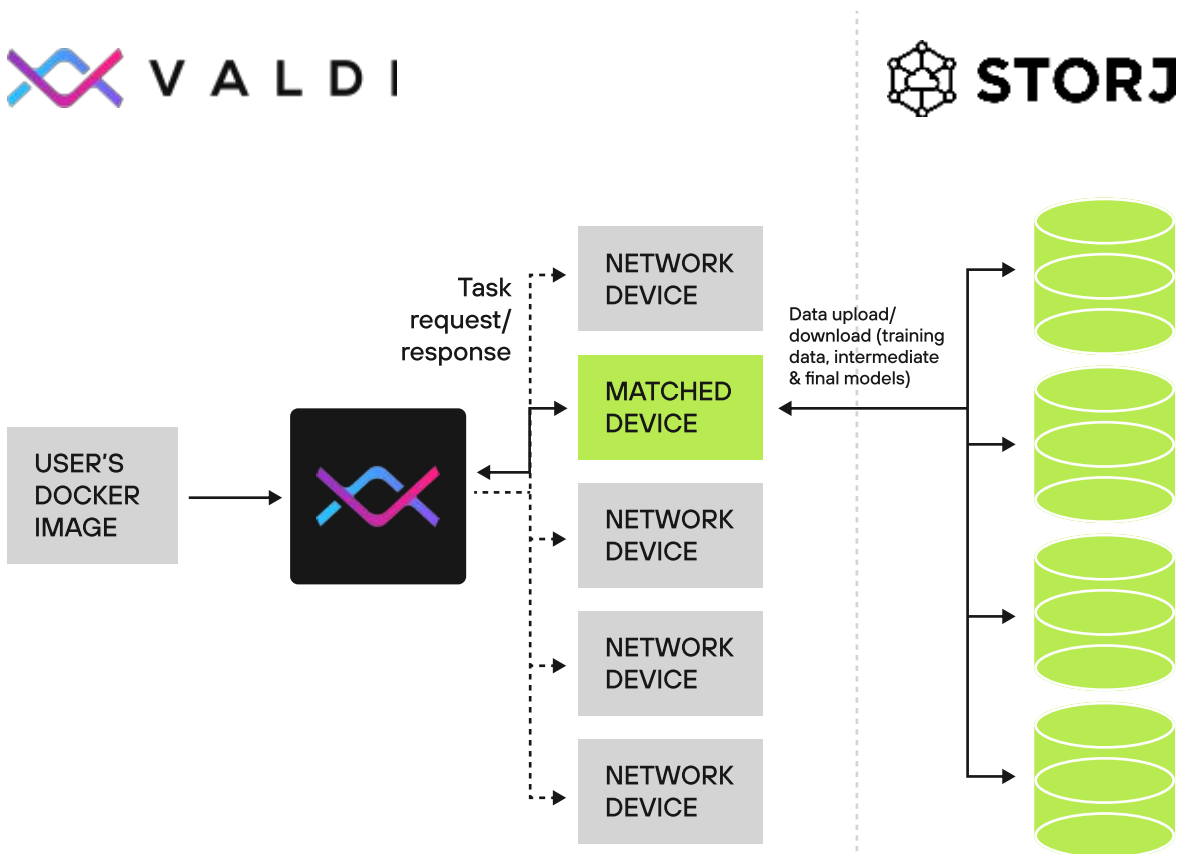 VALDI
STORJ
Task
request/
response
USER'S
DOCKER
IMAGE
NETWORK
DEVICE
MATCHED
DEVICE
NETWORK
DEVICE
NETWORK
DEVICE
NETWORK
DEVICE
Data upload/
download (training
data, intermediate
& final models)